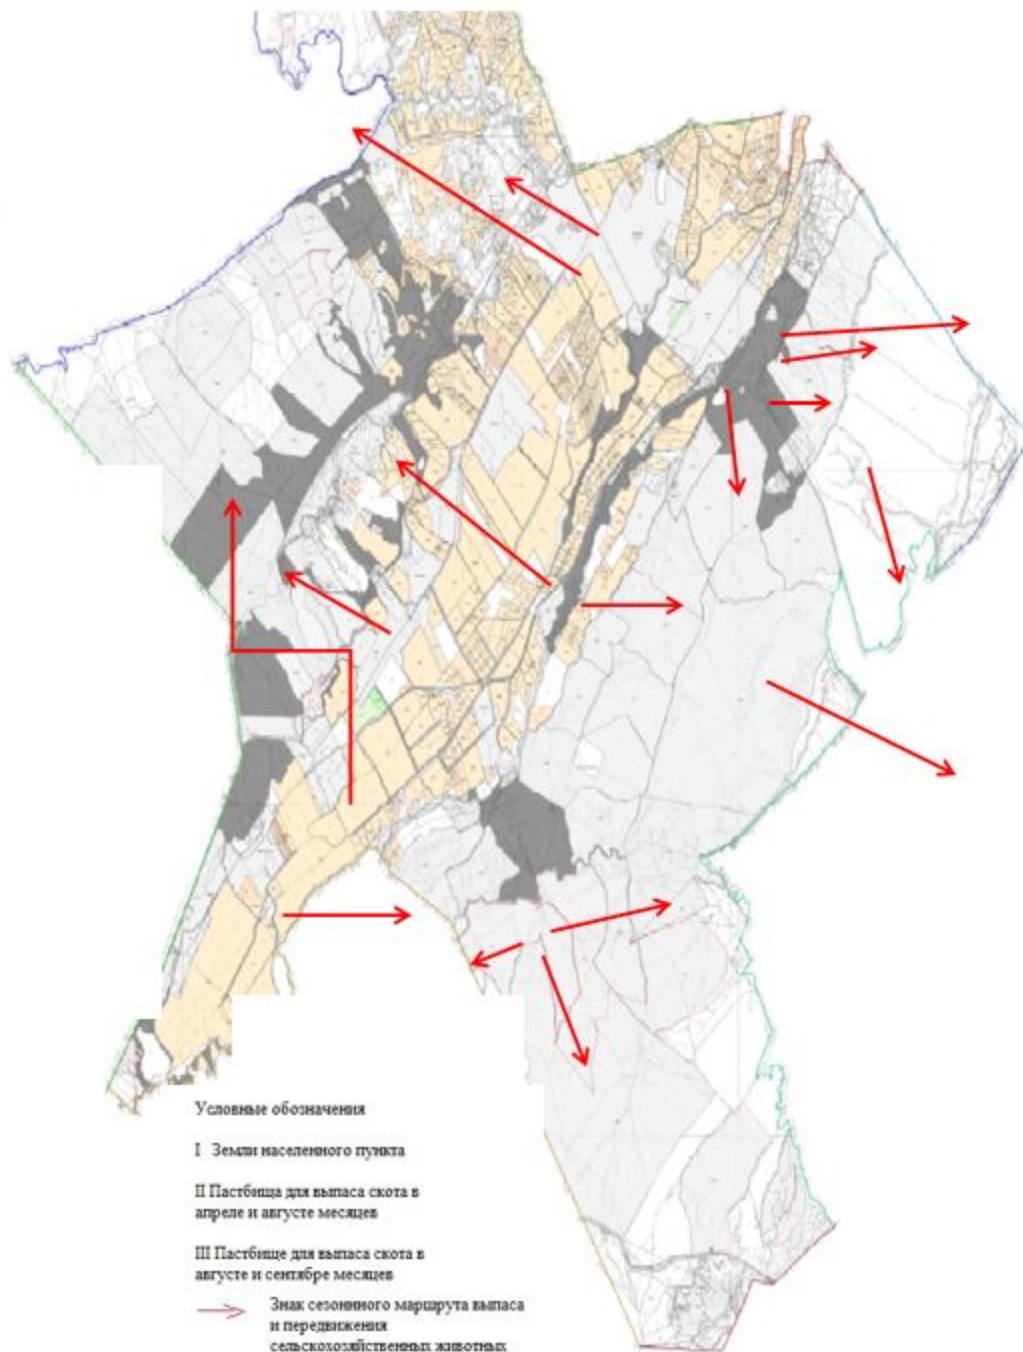 Условные обозначения
I Земли населенного пункта
II Пастбища для выпаса скота в
апреле и августе месяцев
III Пастбище для выпаса скота в
августе и сентябре месяцев
Знак сезонного маршрута выпаса
и передвижения
сельскохозяйственных животных